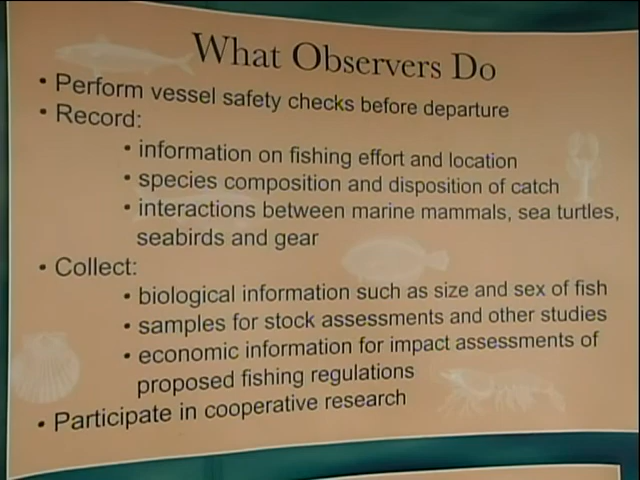 What Observers Do
• Perform vessel safety checks before departure
• Record:
• information on fishing effort and location
• species composition and disposition of catch
• interactions between marine mammals, sea turtles,
seabirds and gear
• Collect:
• biological information such as size and sex of fish
• samples for stock assessments and other studies
• economic information for impact assessments of
proposed fishing regulations
• Participate in cooperative research